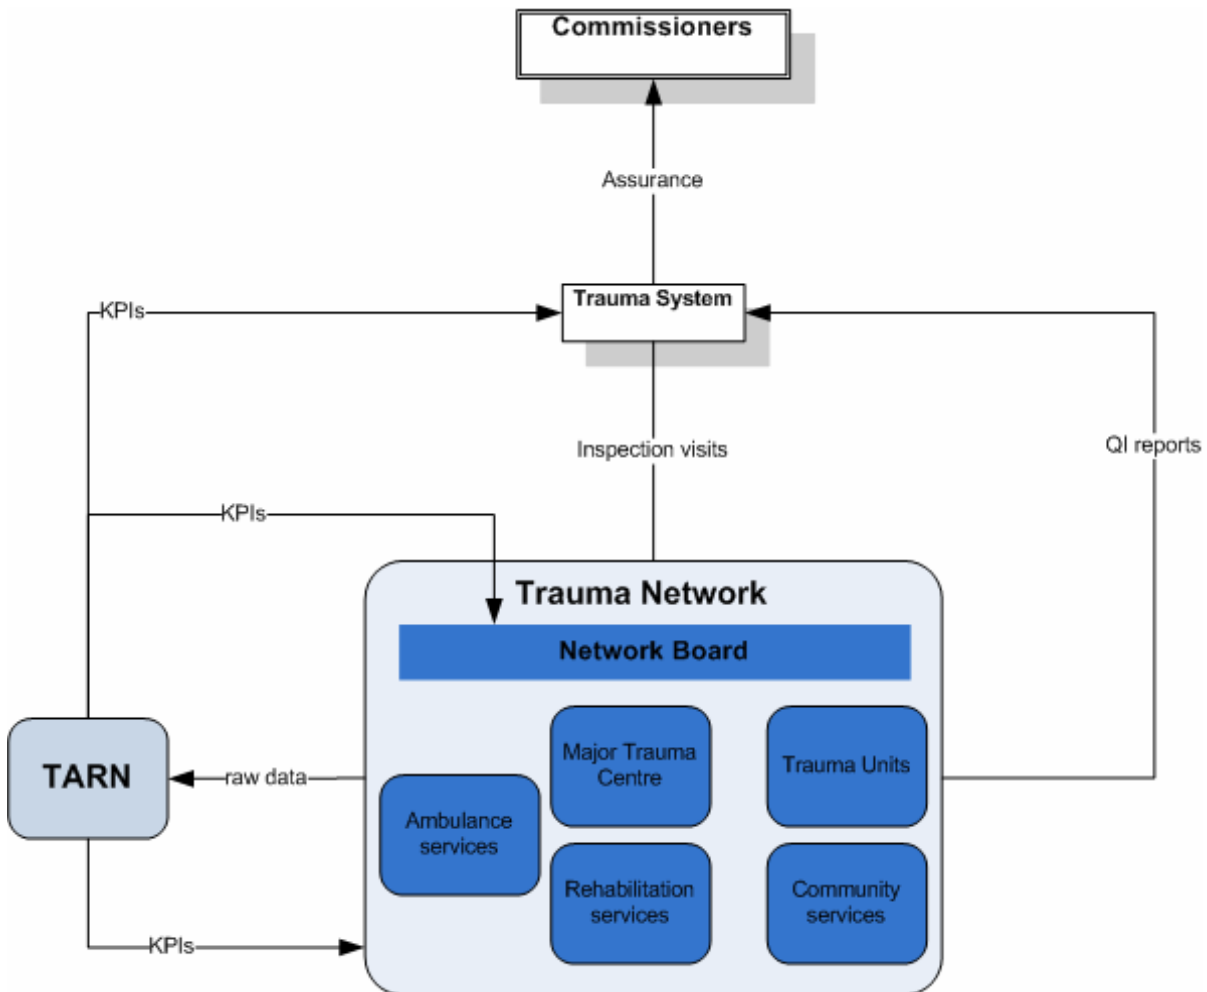 Commissioners
Assurance
Trauma System
KPIs
Inspection visits
QI reports
KPIs
Trauma Network
Network Board
TARN
raw data
Major Trauma
Centre
Trauma Units
Ambulance
services
Rehabilitation
services
Community
services
KPIs